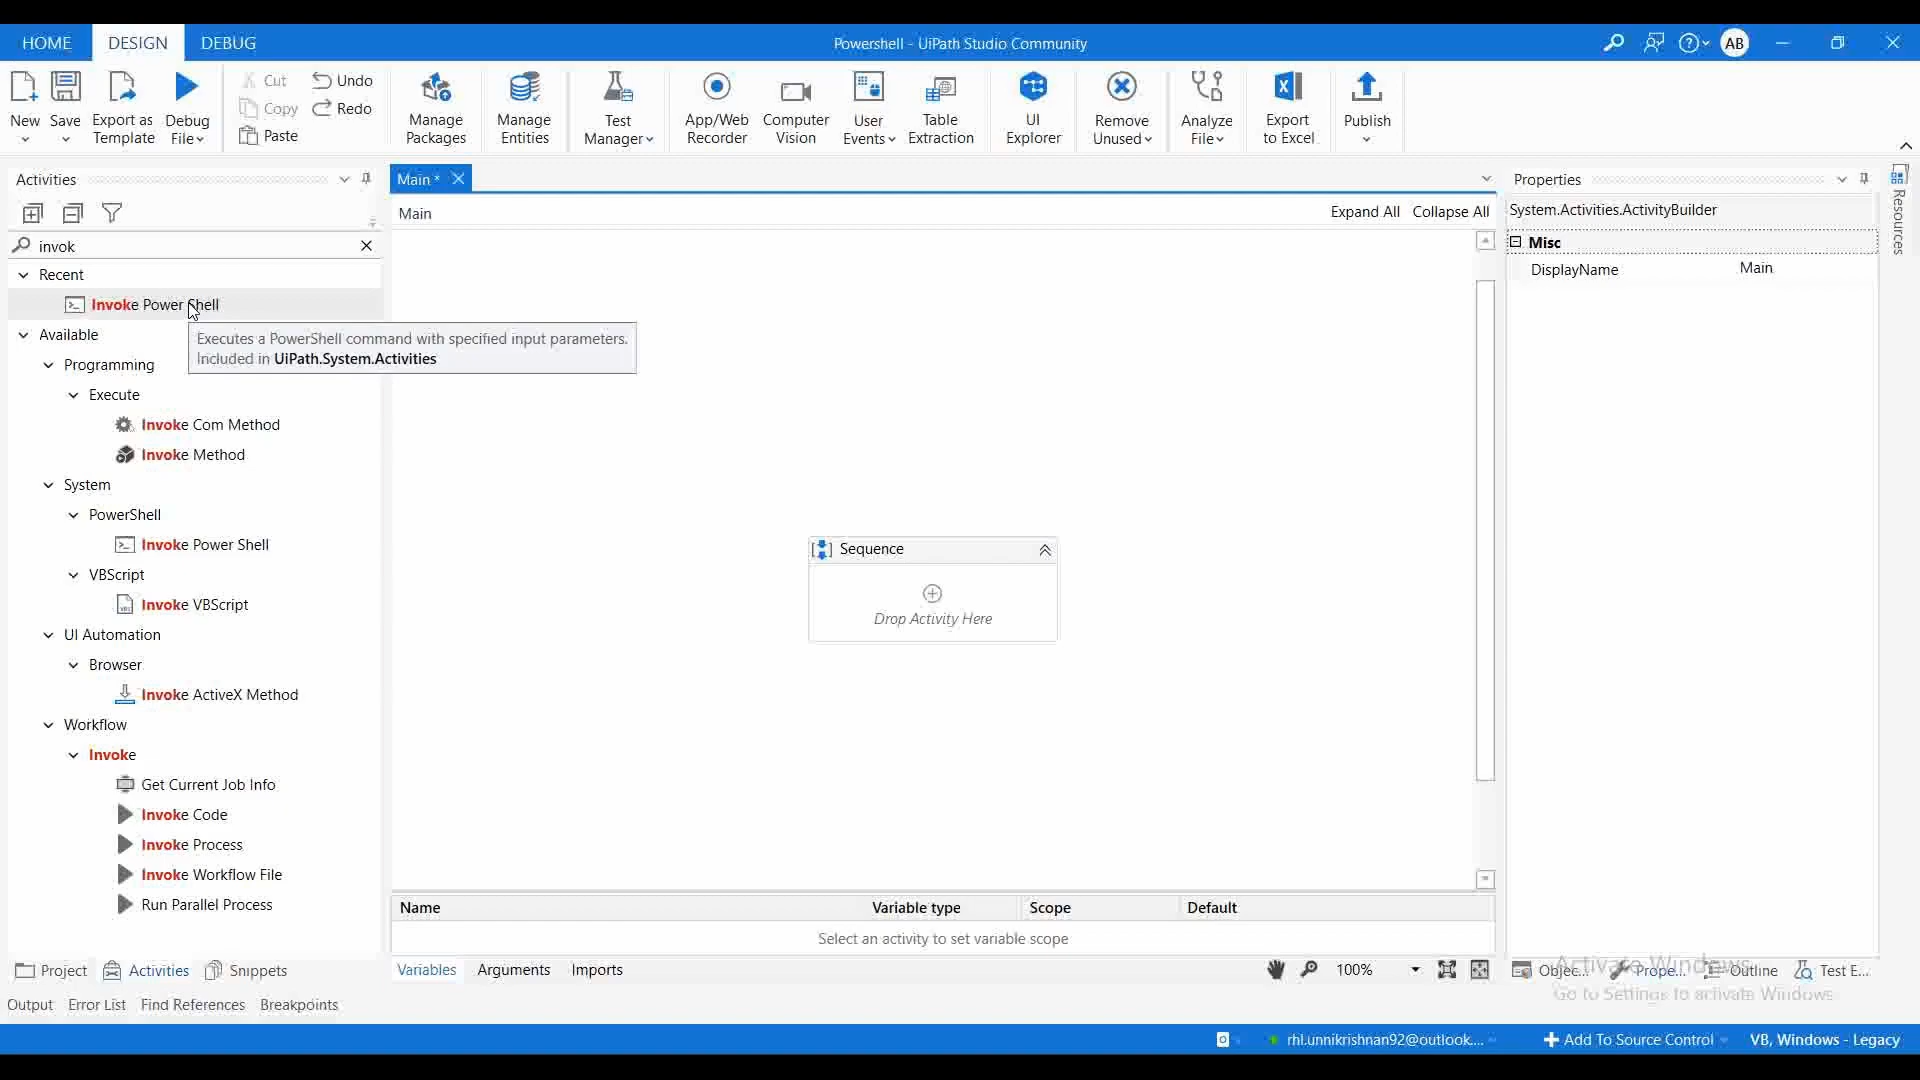 HOME DESIGN DEBUG
Powershell - UiPath Studio Community
AB
New
Save
Export as
Template
Debug
File
Cut
Copy
Paste
Undo
Redo
Manage
Packages
Manage
Entities
Test
Manager
App/Web
Recorder
Computer
Vision
User
Events
Table
Extraction
UI
Explorer
Remove
Unused
Analyze
File
Export
to Excel
Publish
Activities
invok
Recent
Invoke Power Shell
Executes a PowerShell command with specified input parameters.
Included in UiPath.System.Activities
Available
Programming
Execute
Invoke Com Method
Invoke Method
System
PowerShell
Invoke Power Shell
VBScript
Invoke VBScript
UI Automation
Browser
Invoke ActiveX Method
Workflow
Invoke
Get Current Job Info
Invoke Code
Invoke Process
Invoke Workflow File
Run Parallel Process
Project Activities Snippets
Main *
Main
Expand All Collapse All
Sequence
Drop Activity Here
Name Variable type Scope Default
Select an activity to set variable scope
Variables Arguments Imports
100%
Properties
System.Activities.ActivityBuilder
Misc
DisplayName Main
Resources
Objec... Prope... Outline Test E...
Activate Windows
Go to Settings to activate Windows.
Output Error List Find References Breakpoints
rhl.unnikrishnan92@outlook....
Add To Source Control
VB, Windows - Legacy